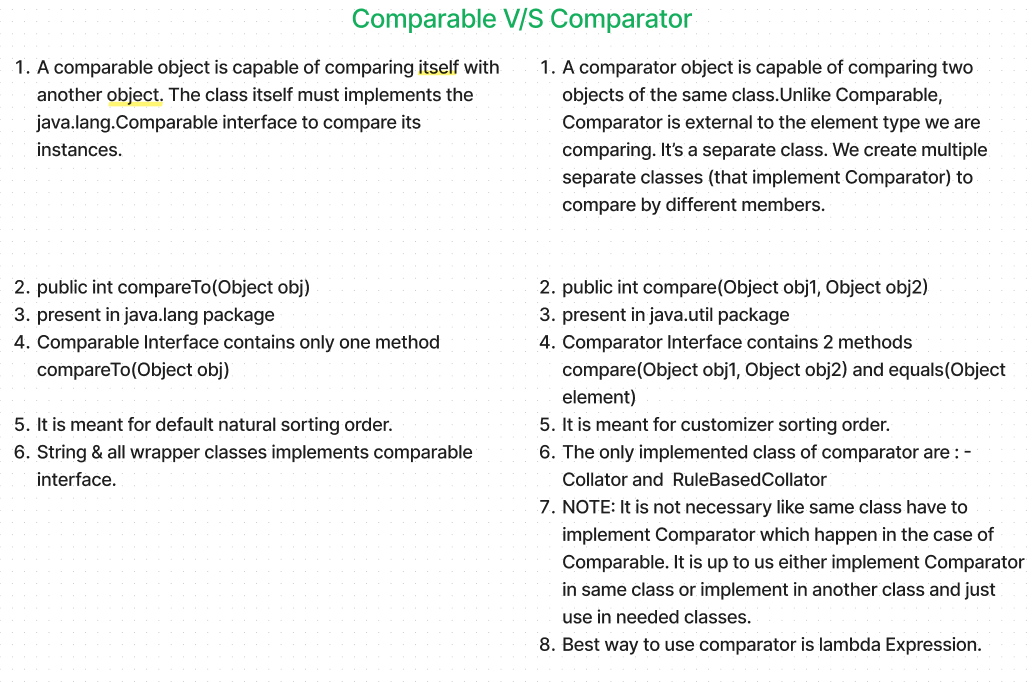 Comparable V/S Comparator
1. A comparable object is capable of comparing itself with
another object. The class itself must implements the
java.lang.Comparable interface to compare its
instances.
2. public int compareTo(Object obj)
3. present in java.lang package
4. Comparable Interface contains only one method
compareTo(Object obj)
5. It is meant for default natural sorting order.
6. String & all wrapper classes implements comparable
interface.
1. A comparator object is capable of comparing two
objects of the same class.Unlike Comparable,
Comparator is external to the element type we are
comparing. It’s a separate class. We create multiple
separate classes (that implement Comparator) to
compare by different members.
2. public int compare(Object obj1, Object obj2)
3. present in java.util package
4. Comparator Interface contains 2 methods
compare(Object obj1, Object obj2) and equals(Object
element)
5. It is meant for customizer sorting order.
6. The only implemented class of comparator are : -
Collator and  RuleBasedCollator
7. NOTE: It is not necessary like same class have to
implement Comparator which happen in the case of
Comparable. It is up to us either implement Comparator
in same class or implement in another class and just
use in needed classes.
8. Best way to use comparator is lambda Expression.